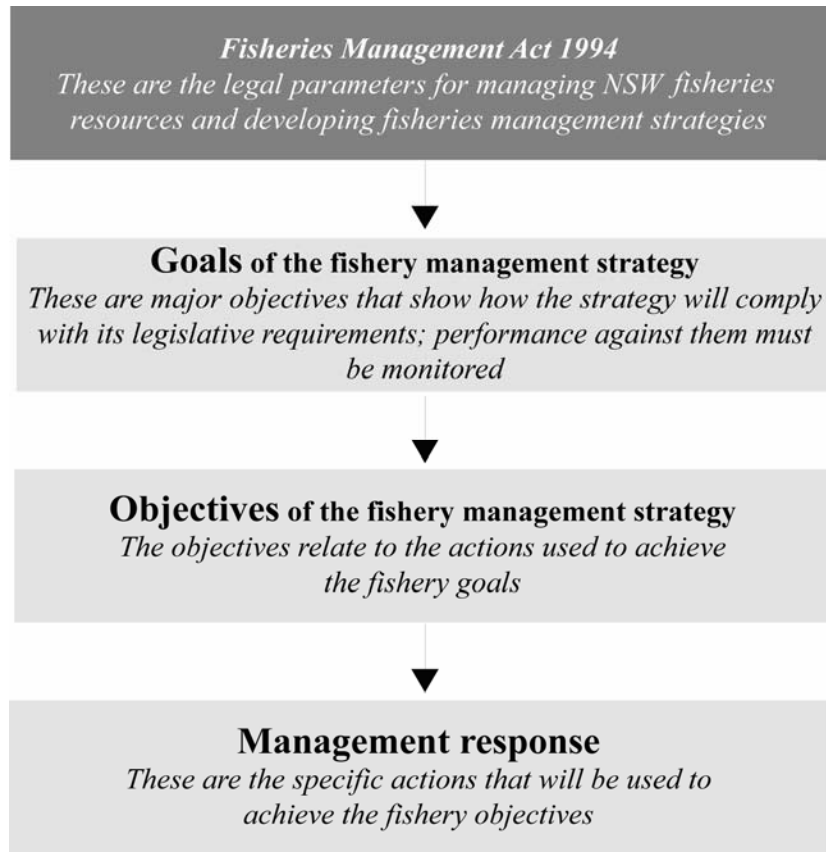 Fisheries Management Act 1994
These are the legal parameters for managing NSW fisheries
resources and developing fisheries management strategies
Goals of the fishery management strategy
These are major objectives that show how the strategy will comply
with its legislative requirements; performance against them must
be monitored
Objectives of the fishery management strategy
The objectives relate to the actions used to achieve
the fishery goals
Management response
These are the specific actions that will be used to
achieve the fishery objectives